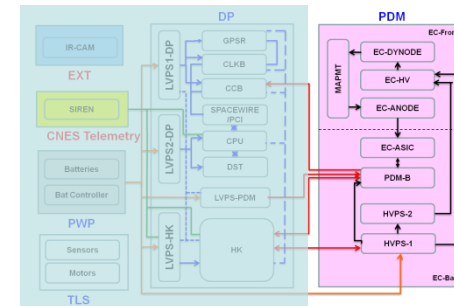 DP
PDM
IR-CAM
EXT
SIREN
CNES Telemetry
Batteries
Bat Controller
PWP
Sensors
Motors
TLS
LVPS1-DP
LVPS2-DP
LVPS-HK
GPSR
CLKB
CCB
SPACEWIRE
/PCI
CPU
DST
LVPS-PDM
HK
EC-Fron
MAPMT
EC-DYNODE
EC-HV
EC-ANODE
EC-ASIC
PDM-B
HVPS-2
HVPS-1
EC-Ba